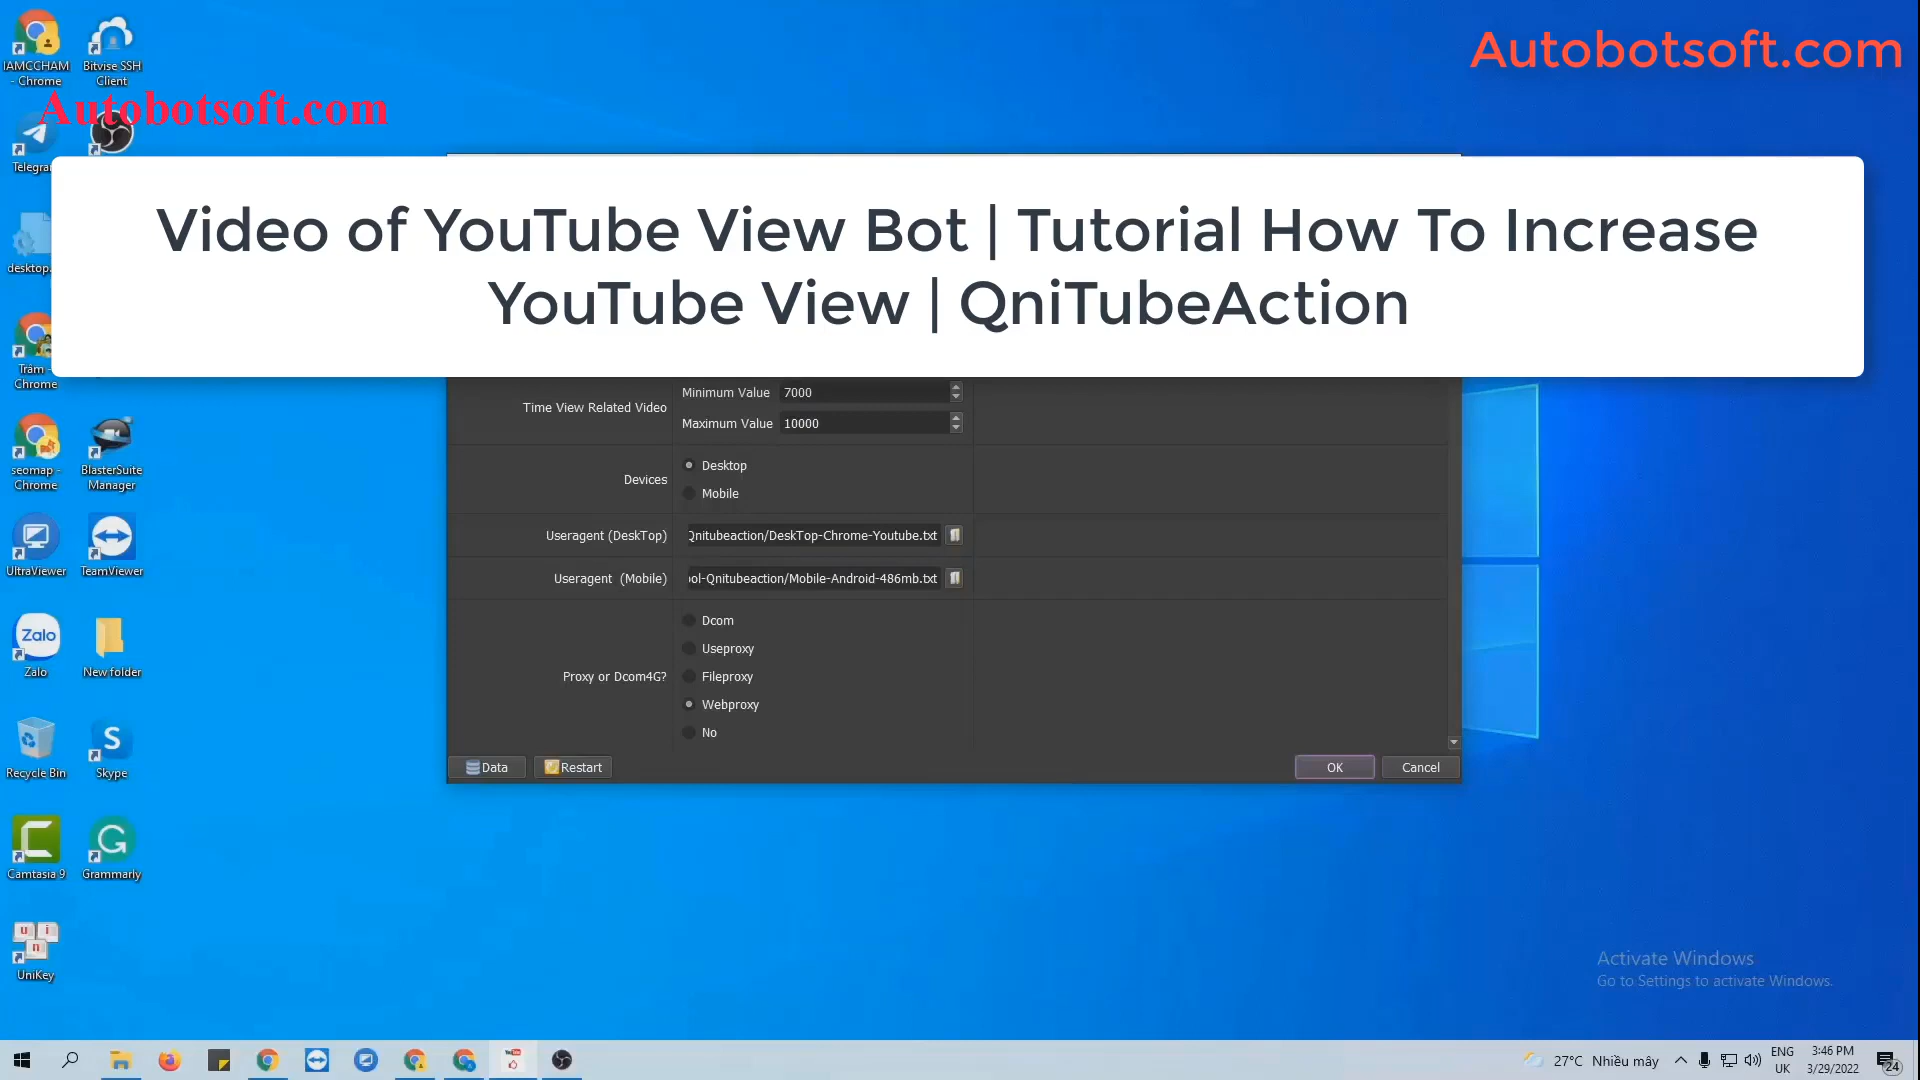 IAMCCHAM
- Chrome
Bitvise SSH
Client
Autobotsoft.com
Autobotsoft.com
Telegram
Video of YouTube View Bot | Tutorial How To Increase
YouTube View | QniTubeAction
desktop.
Trâm -
Chrome
seomap -
Chrome
BlasterSuite
Manager
UltraViewer
TeamViewer
Zalo
Zalo
New folder
Recycle Bin
S
Skype
Camtasia 9
Grammarly
u i
n
UniKey
Time View Related Video
Minimum Value 7000
Maximum Value 10000
Devices
Desktop
Mobile
Useragent (DeskTop) Qnitubeaction/DeskTop-Chrome-Youtube.txt
Useragent (Mobile) ool-Qnitubeaction/Mobile-Android-486mb.txt
Proxy or Dcom4G?
Dcom
Useproxy
Fileproxy
Webproxy
No
Data
Restart
OK
Cancel
Activate Windows
Go to Settings to activate Windows.
27°C Nhiều mây
ENG
UK
3:46 PM
3/29/2022
24